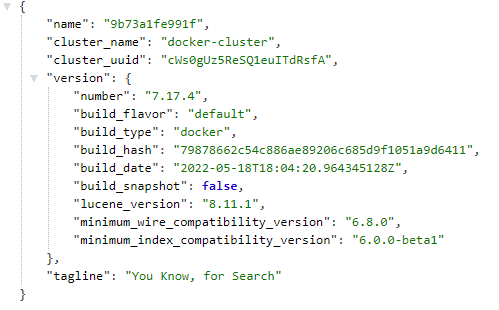 {
"name": "9b73a1fe991f",
"cluster_name": "docker-cluster",
"cluster_uuid": "cWs0gUz5ReSQ1euITdRsfA",
"version": {
"number": "7.17.4",
"build_flavor": "default",
"build_type": "docker",
"build_hash": "79878662c54c886ae89206c685d9f1051a9d6411",
"build_date": "2022-05-18T18:04:20.964345128Z",
"build_snapshot": false,
"lucene_version": "8.11.1",
"minimum_wire_compatibility_version": "6.8.0",
"minimum_index_compatibility_version": "6.0.0-beta1"
},
"tagline": "You Know, for Search"
}